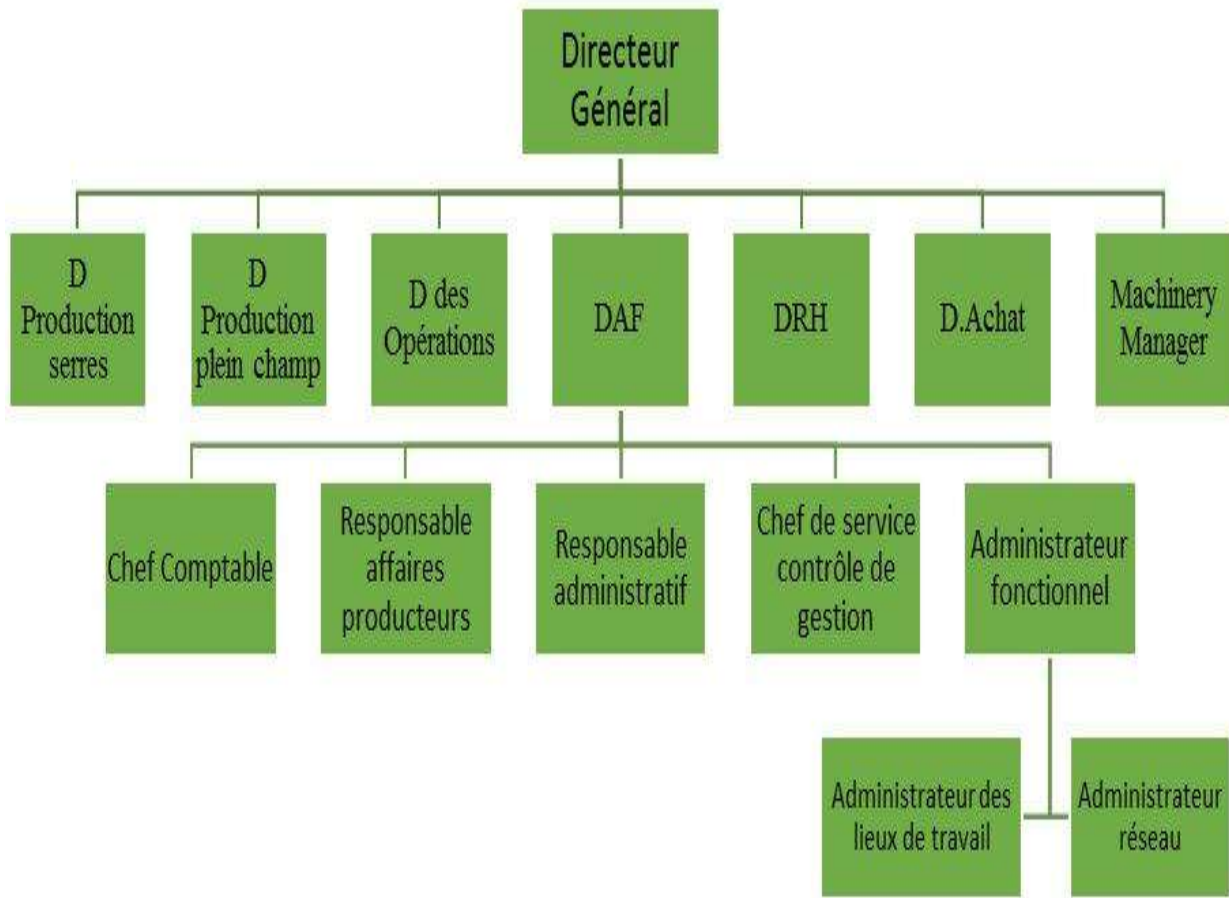 Directeur
Général
D
Production
serres
D
Production
plein champ
D des
Opérations
DAF
DRH
D.Achat
Machinery
Manager
Chef Comptable
Responsable
affaires
producteurs
Responsable
administratif
Chef de service
contrôle de
gestion
Administrateur
fonctionnel
Administrateur des
lieux de travail
Administrateur
réseau